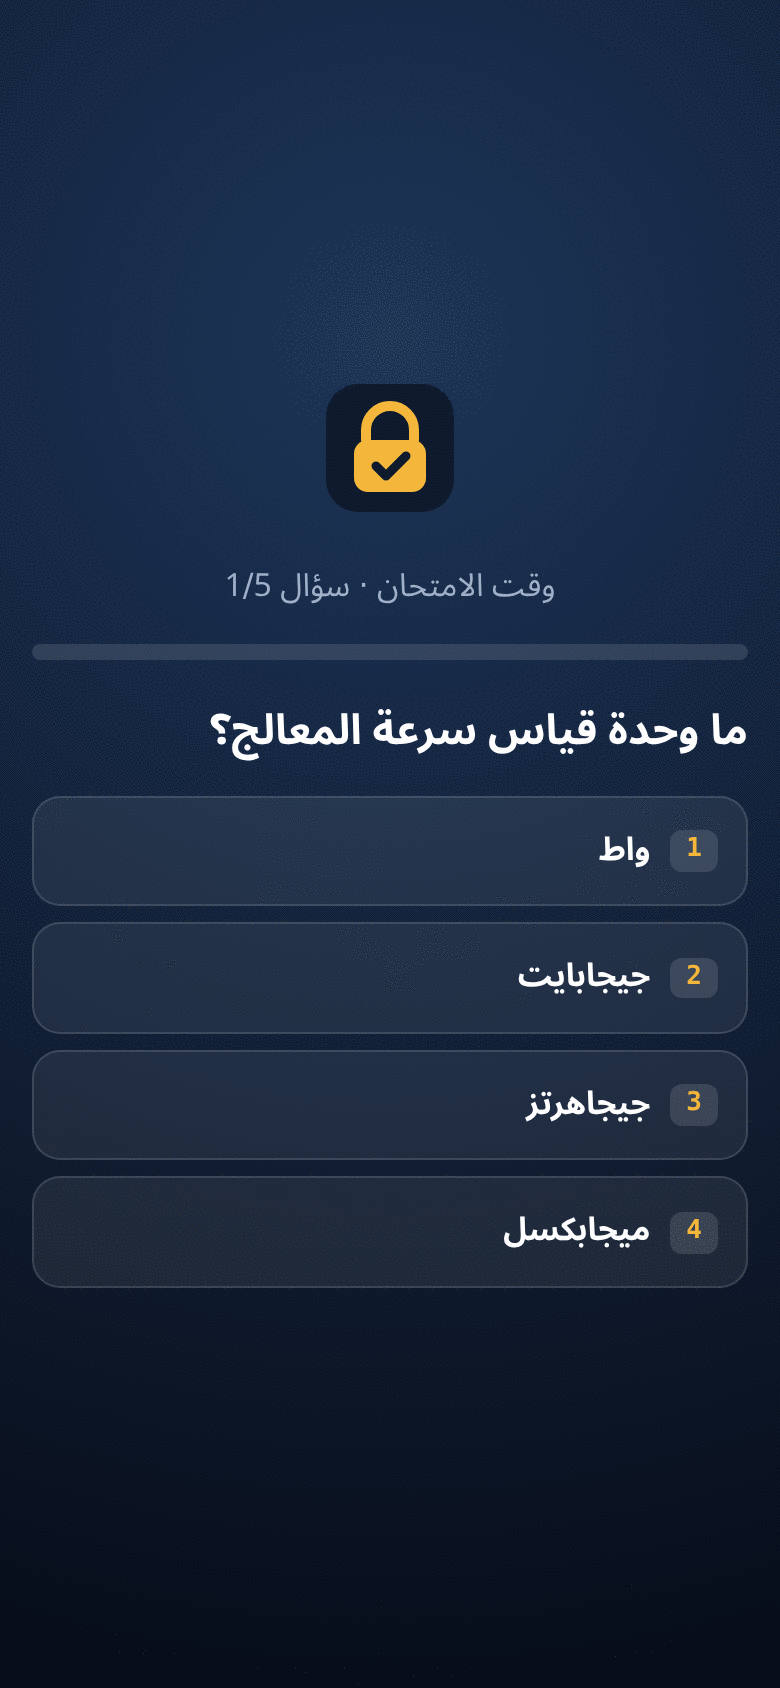 وقت الامتحان · سؤال 1/5
ما وحدة قياس سرعة المعالج؟
1 واط
2 جيجابايت
3 جيجاهرتز
4 ميجابكسل